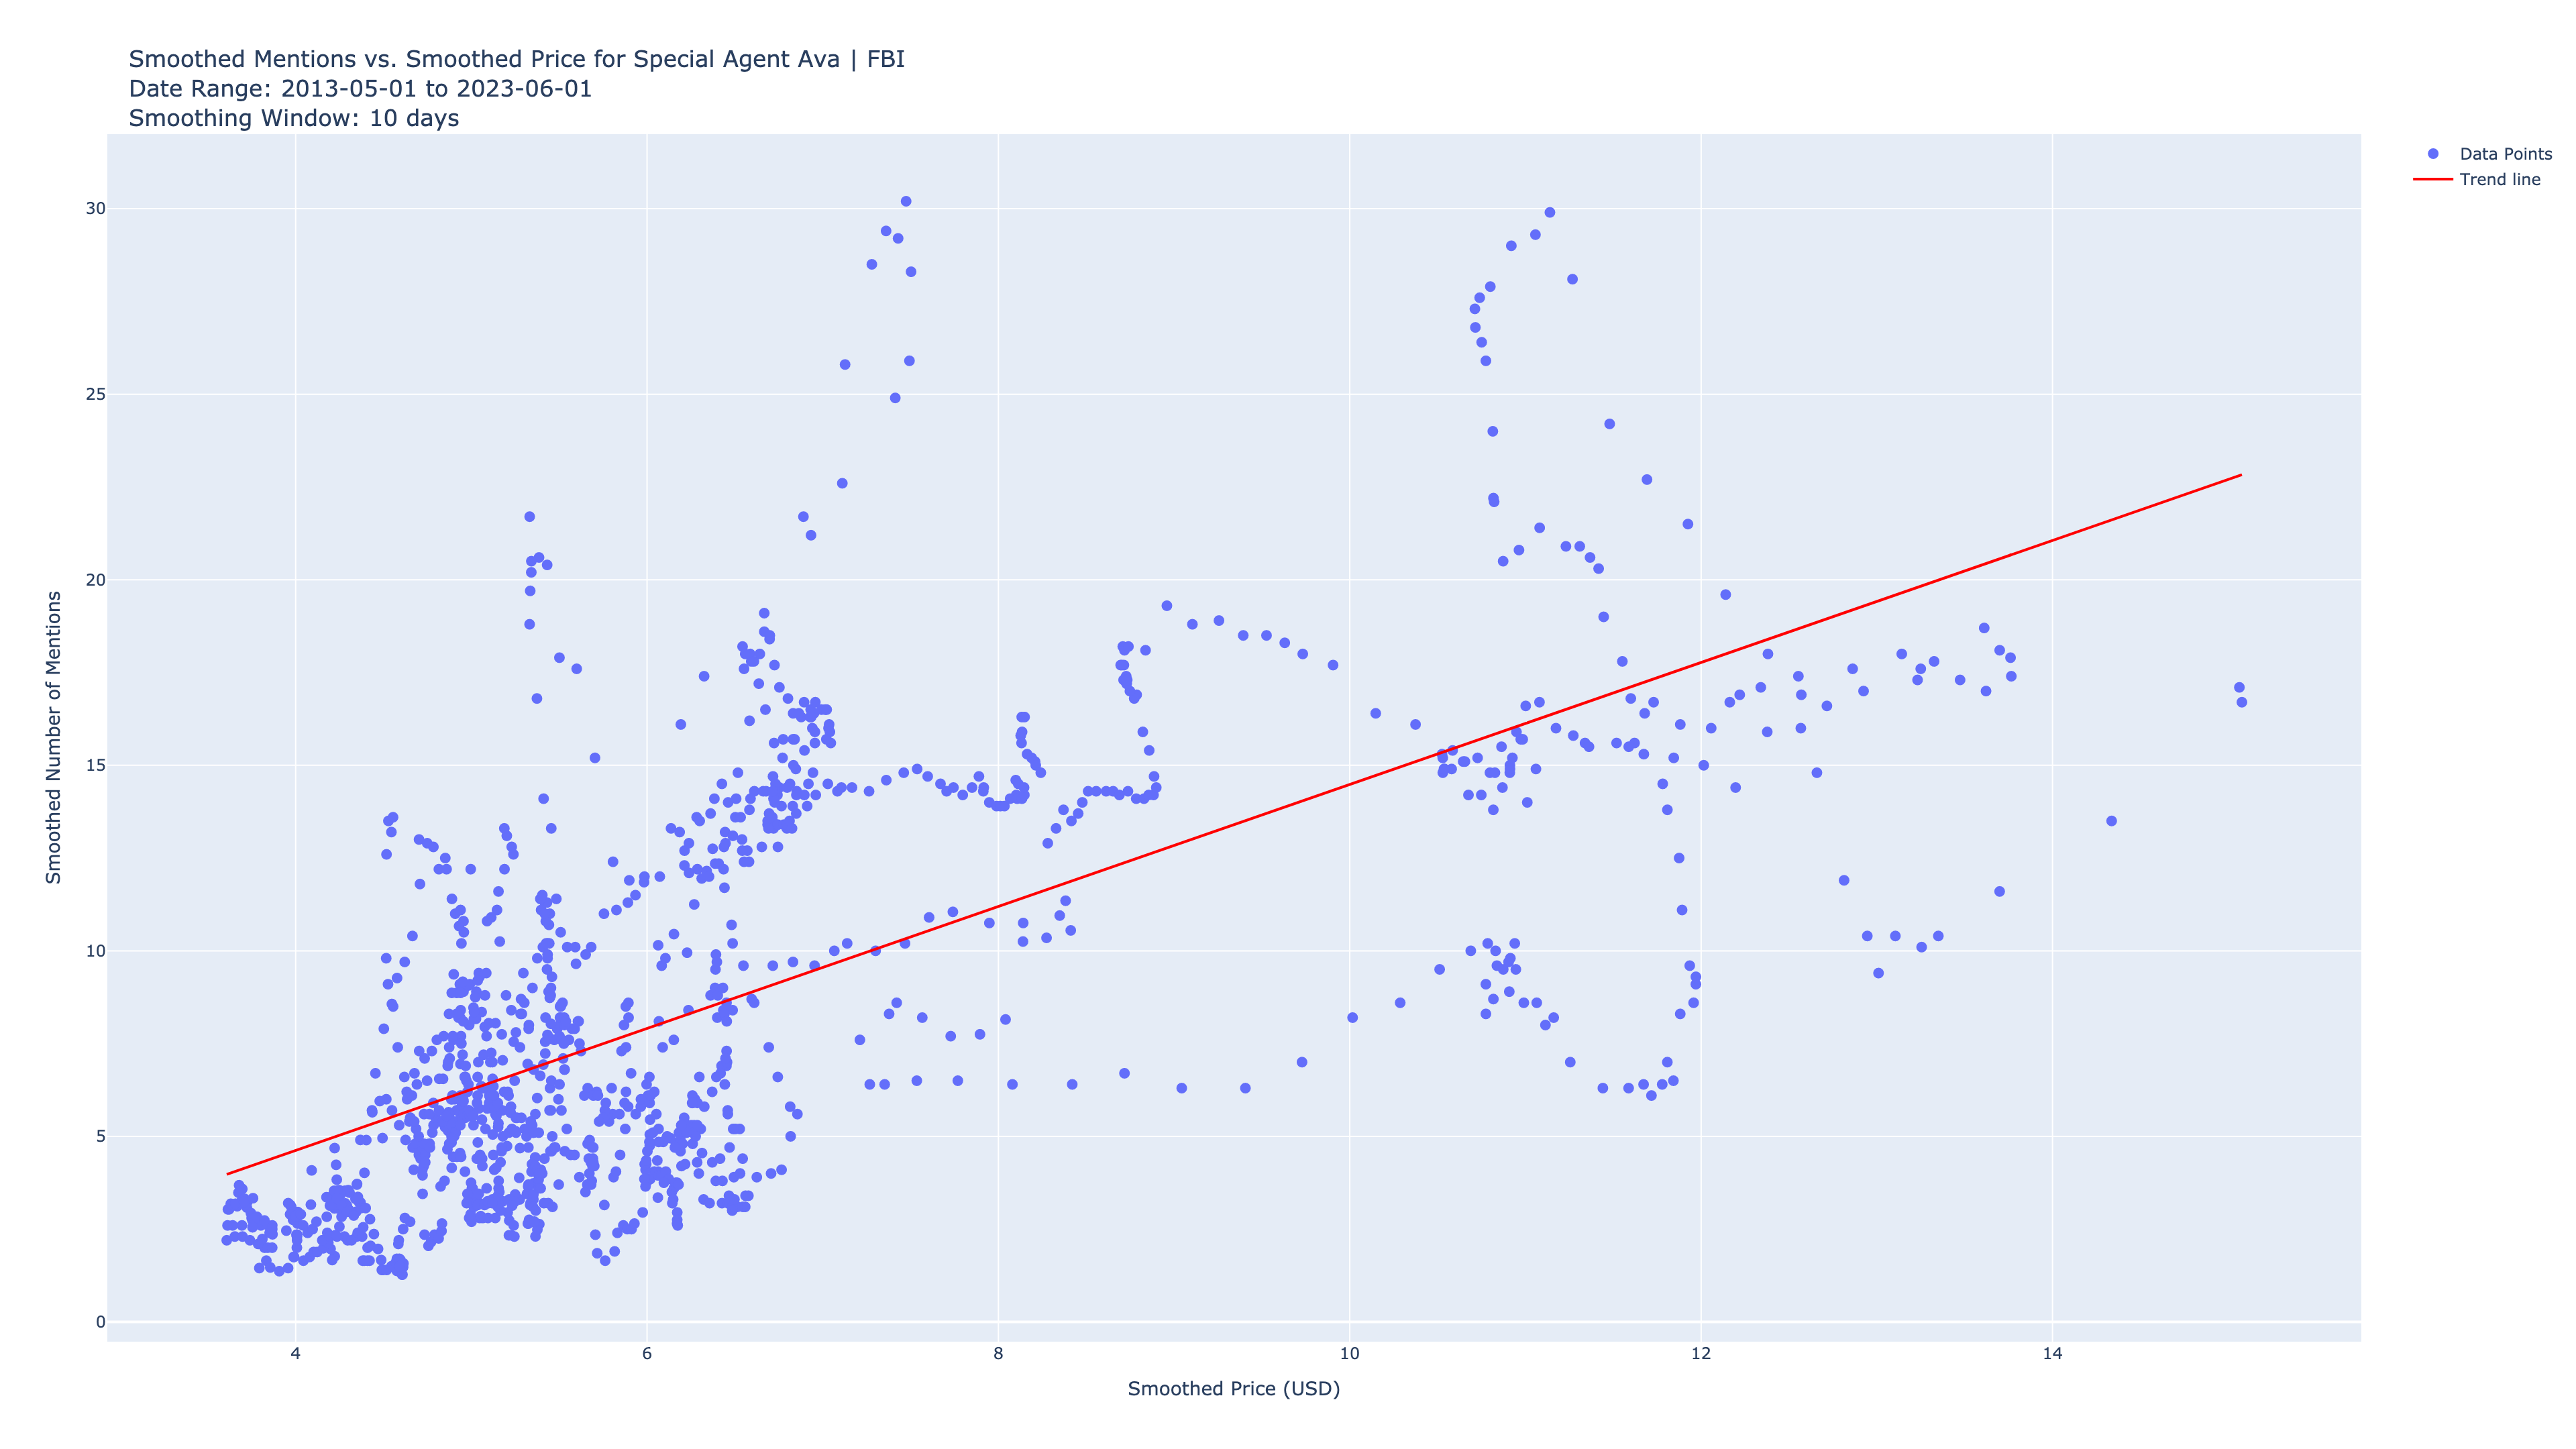 Smoothed Mentions vs. Smoothed Price for Special Agent Ava | FBI
Date Range: 2013-05-01 to 2023-06-01
Smoothing Window: 10 days
Data Points
Trend line
30
25
20
15
10
5
0
Smoothed Number of Mentions
4
6
8
10
12
14
Smoothed Price (USD)